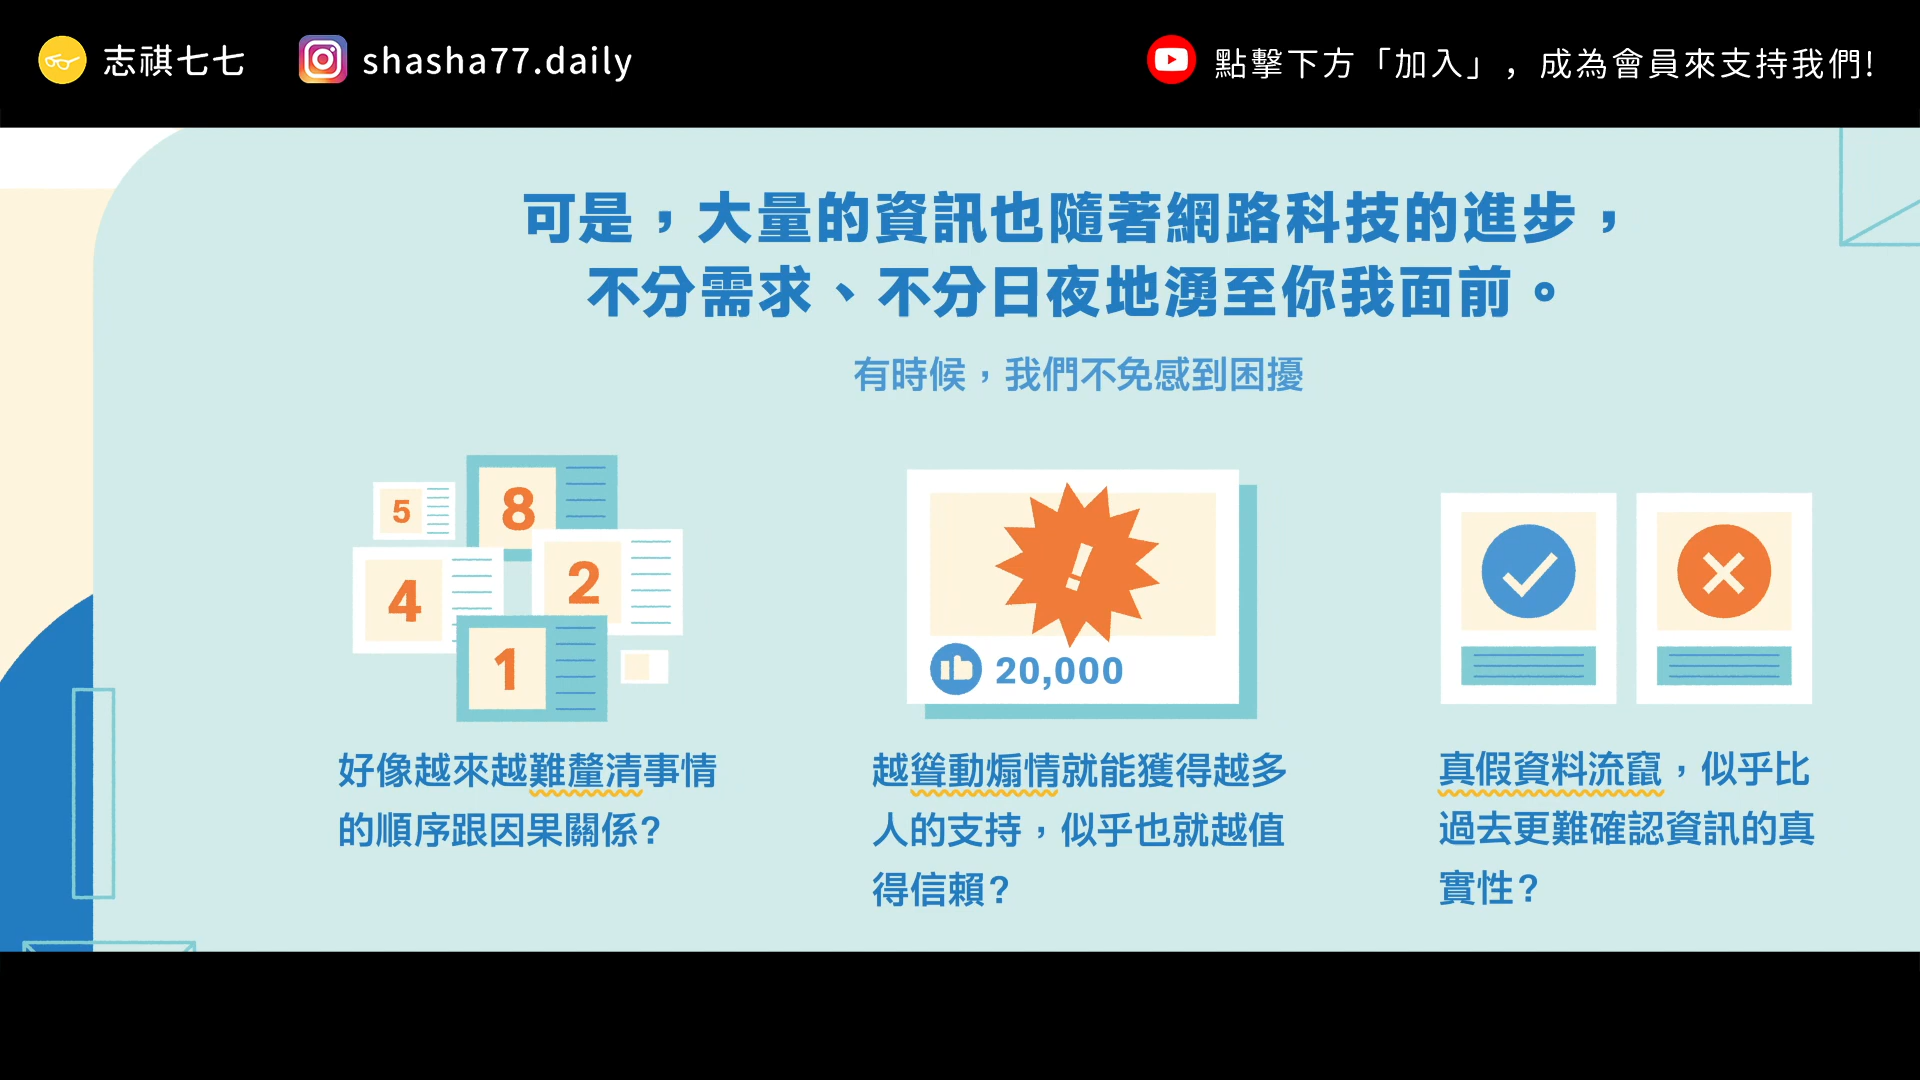 志祺七七
shasha77.daily
點擊下方「加入」，成為會員來支持我們!
可是，大量的資訊也隨著網路科技的進步，
不分需求、不分日夜地湧至你我面前。
有時候，我們不免感到困擾
5
8
4
2
1
好像越來越難釐清事情
的順序跟因果關係?
!
20,000
越聳動煽情就能獲得越多
人的支持，似乎也就越值
得信賴?
真假資料流竄，似乎比
過去更難確認資訊的真
實性?